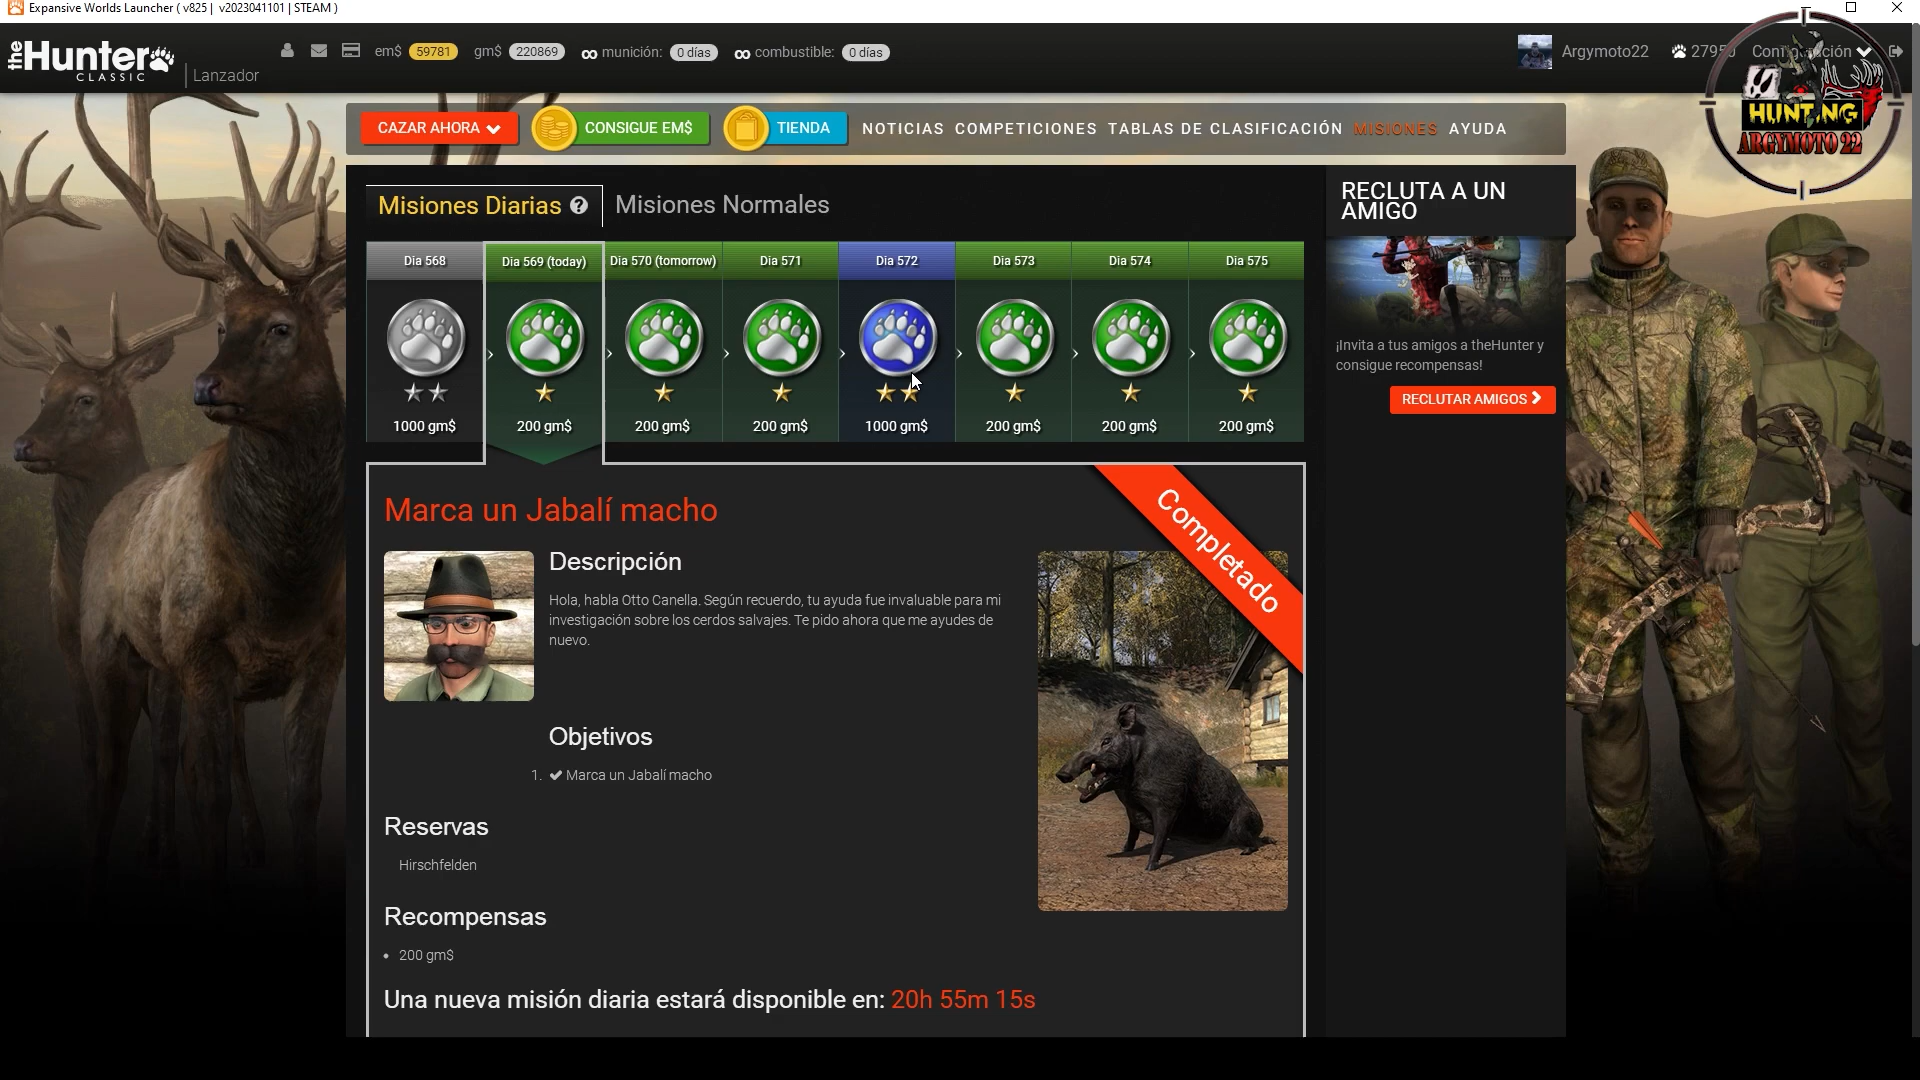 Expansive Worlds Launcher ( v825 | v2023041101 | STEAM )
theHunter
CLASSIC
Lanzador
em$ 59781 gm$ 220869 munición: 0 días combustible: 0 días
Argymoto22
HUNTING
ARGYMOTO 22
CAZAR AHORA CONSIGUE EM$ TIENDA NOTICIAS COMPETICIONES TABLAS DE CLASIFICACIÓN MISIONES AYUDA
Misiones Diarias ? Misiones Normales
Dia 568 Dia 569 (today) Dia 570 (tomorrow) Dia 571 Dia 572 Dia 573 Dia 574 Dia 575
1000 gm$ 200 gm$ 200 gm$ 200 gm$ 1000 gm$ 200 gm$ 200 gm$ 200 gm$
RECLUTA A UN
AMIGO
¡Invita a tus amigos a theHunter y
consigue recompensas!
RECLUTAR AMIGOS
Marca un Jabalí macho
Completado
Descripción
Hola, habla Otto Canella. Según recuerdo, tu ayuda fue invaluable para mi
investigación sobre los cerdos salvajes. Te pido ahora que me ayudes de
nuevo.
Objetivos
1. Marca un Jabalí macho
Reservas
Hirschfelden
Recompensas
• 200 gm$
Una nueva misión diaria estará disponible en: 20h 55m 15s